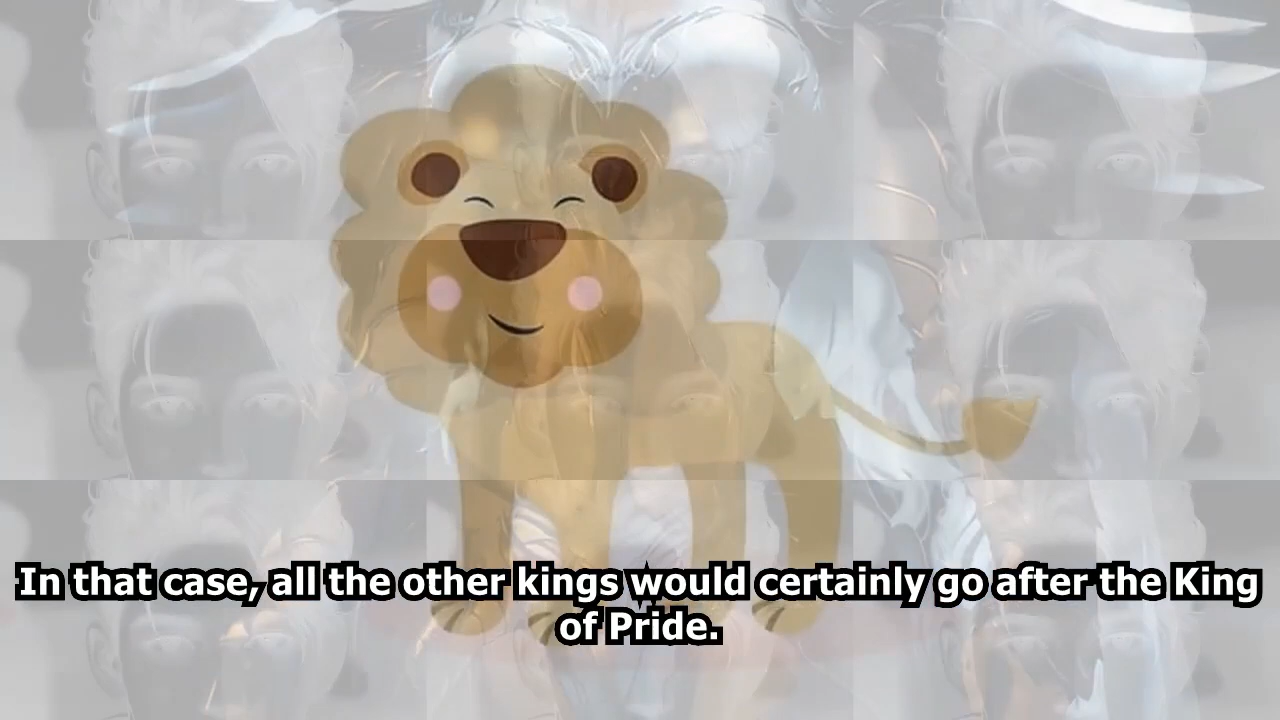 In that case, all the other kings would certainly go after the King
of Pride.